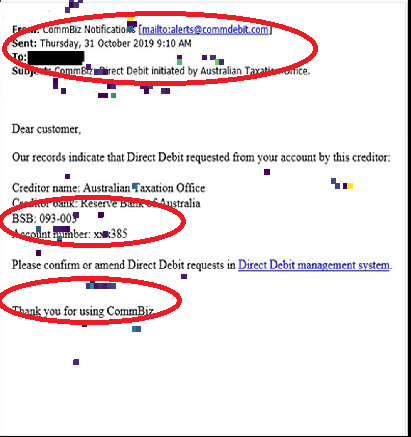 From: CommBiz Notifications [mailto:alerts@commdebit.com]
Sent: Thursday, 31 October 2019 9:10 AM
To:
Subject: CommBiz Direct Debit initiated by Australian Taxation Office.
Dear customer,
Our records indicate that Direct Debit requested from your account by this creditor:
Creditor name: Australian Taxation Office
Creditor bank: Reserve Bank of Australia
BSB: 093-003
Account number: xxx385
Please confirm or amend Direct Debit requests in Direct Debit management system.
Thank you for using CommBiz